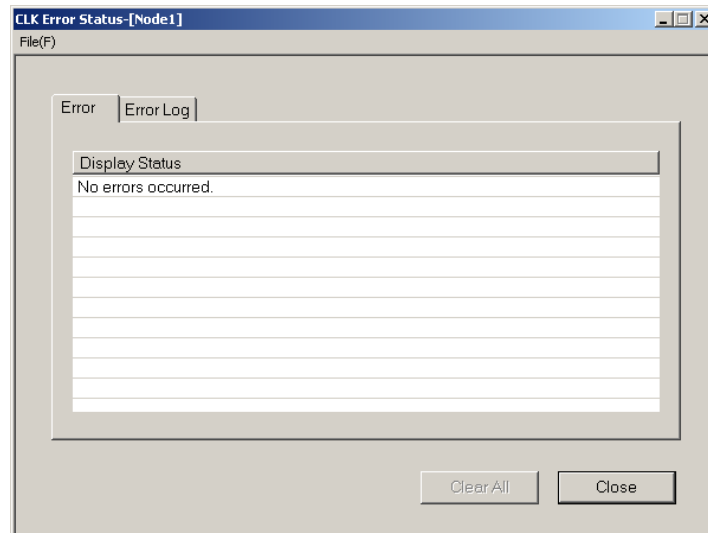 CLK Error Status-[Node1]
File(F)
Error
Error Log
Display Status
No errors occurred.
Clear All
Close